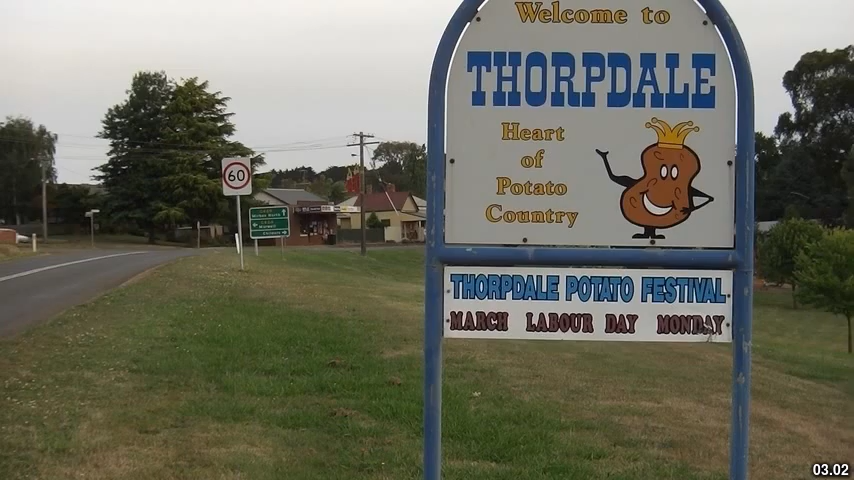 Welcome to
THORPDALE
Heart
of
Potato
Country
THORPDALE POTATO FESTIVAL
MARCH LABOUR DAY MONDAY
60
03.02